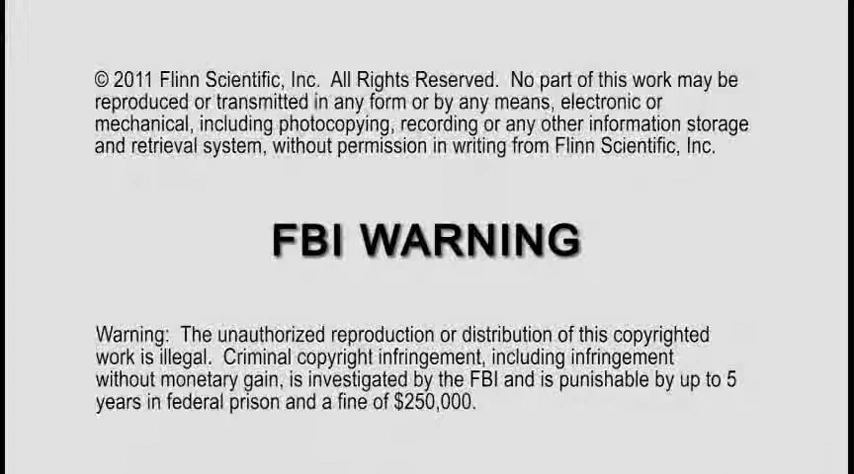 © 2011 Flinn Scientific, Inc.  All Rights Reserved.  No part of this work may be
reproduced or transmitted in any form or by any means, electronic or
mechanical, including photocopying, recording or any other information storage
and retrieval system, without permission in writing from Flinn Scientific, Inc.
FBI WARNING
Warning:  The unauthorized reproduction or distribution of this copyrighted
work is illegal.  Criminal copyright infringement, including infringement
without monetary gain, is investigated by the FBI and is punishable by up to 5
years in federal prison and a fine of $250,000.